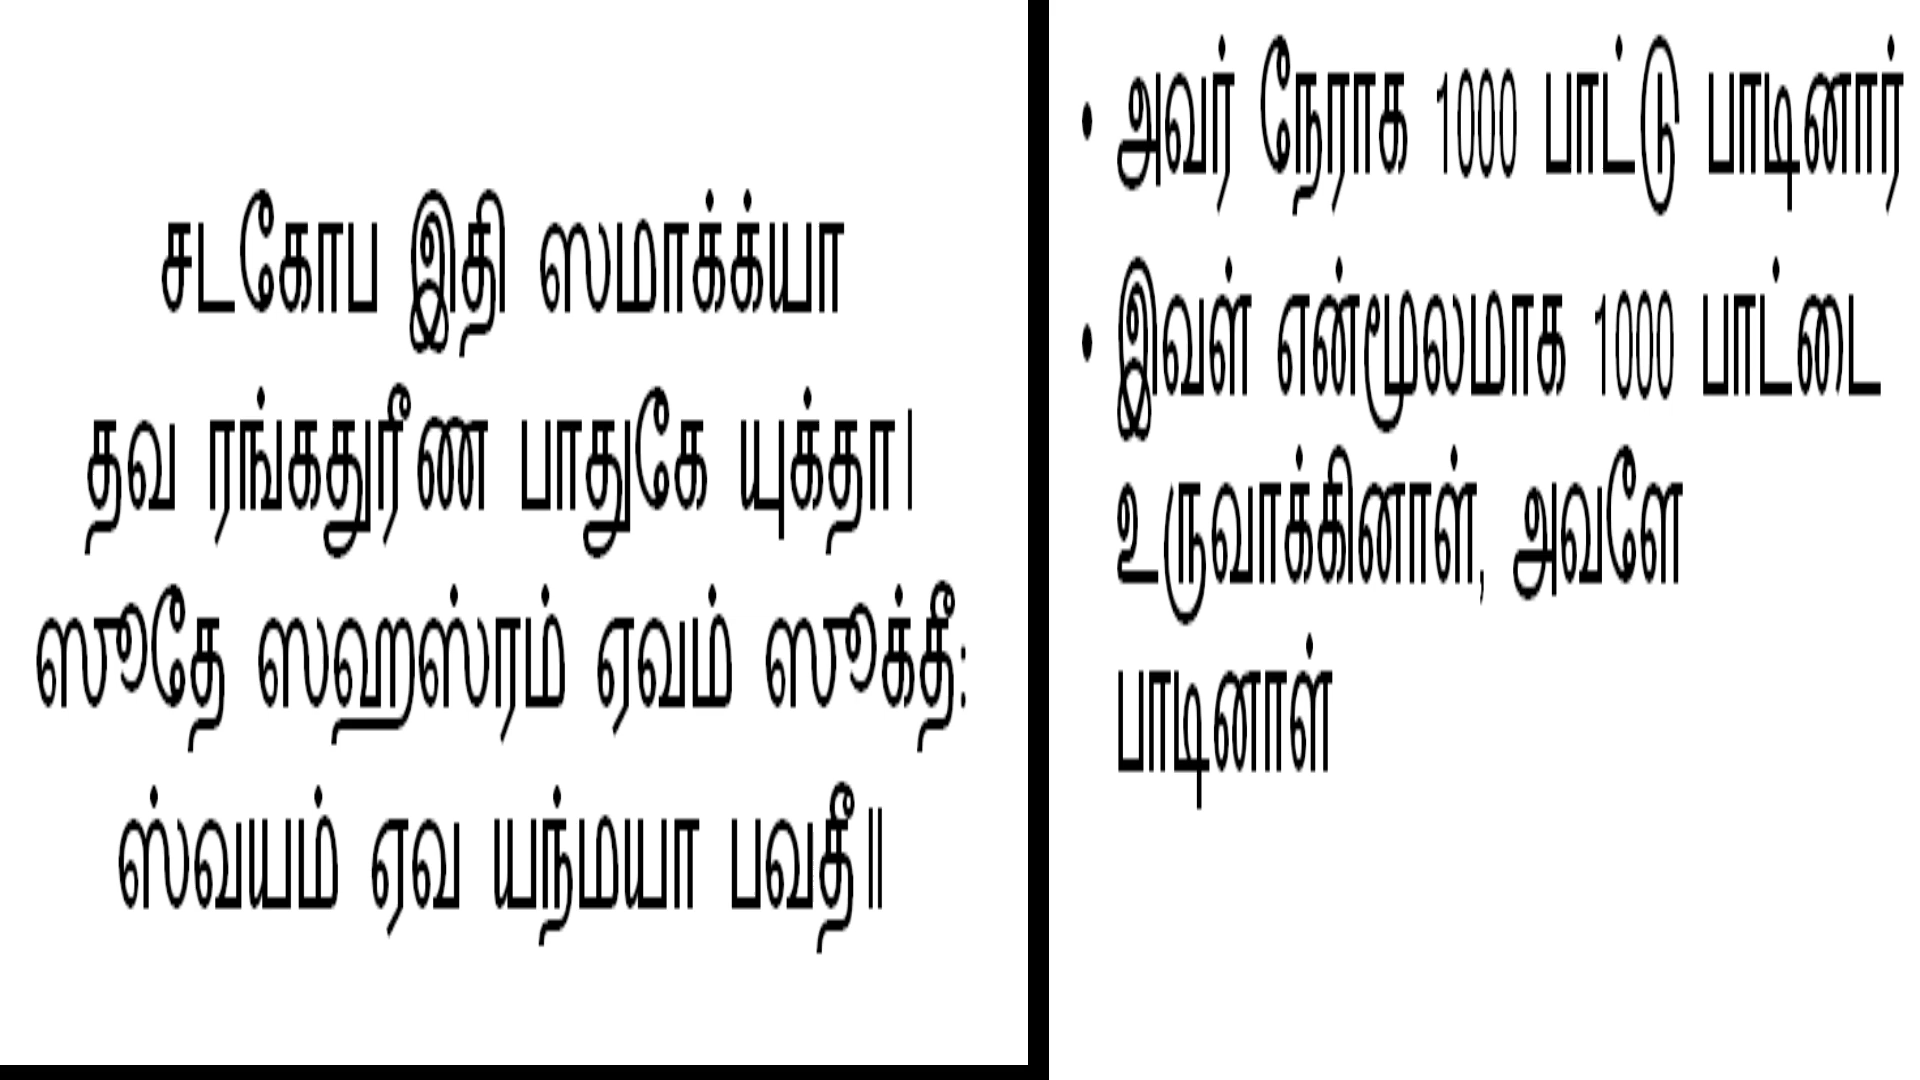 சடகோப இதி ஸமாக்க்யா
தவ ரங்கதுரீண பாதுகே யுக்தா।
ஸூதே ஸஹஸ்ரம் ஏவம் ஸூக்தீ:
ஸ்வயம் ஏவ யந்மயா பவதீ॥
• அவர் நேராக 1000 பாட்டு பாடினார்
• இவள் என்மூலமாக 1000 பாட்டை
உருவாக்கினாள், அவளே
பாடினாள்